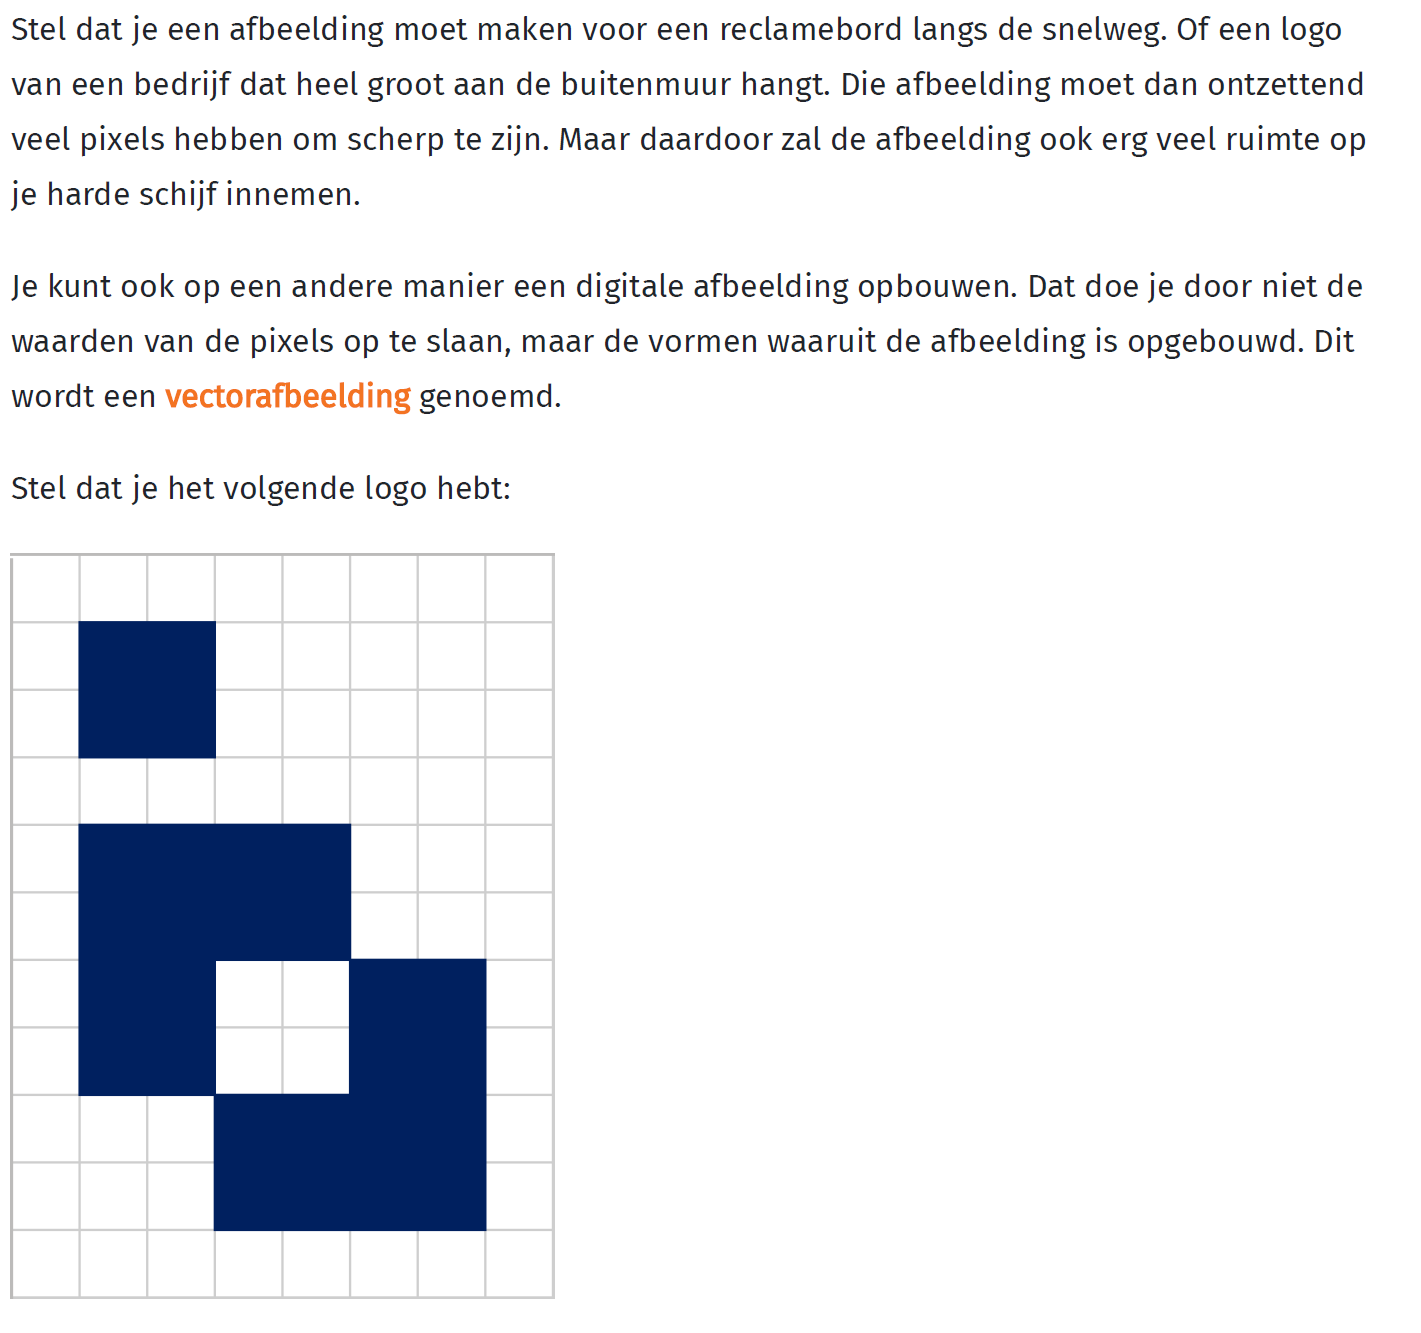 Stel dat je een afbeelding moet maken voor een reclamebord langs de snelweg. Of een logo
van een bedrijf dat heel groot aan de buitenmuur hangt. Die afbeelding moet dan ontzettend
veel pixels hebben om scherp te zijn. Maar daardoor zal de afbeelding ook erg veel ruimte op
je harde schijf innemen.
Je kunt ook op een andere manier een digitale afbeelding opbouwen. Dat doe je door niet de
waarden van de pixels op te slaan, maar de vormen waaruit de afbeelding is opgebouwd. Dit
wordt een vectorafbeelding genoemd.
Stel dat je het volgende logo hebt: